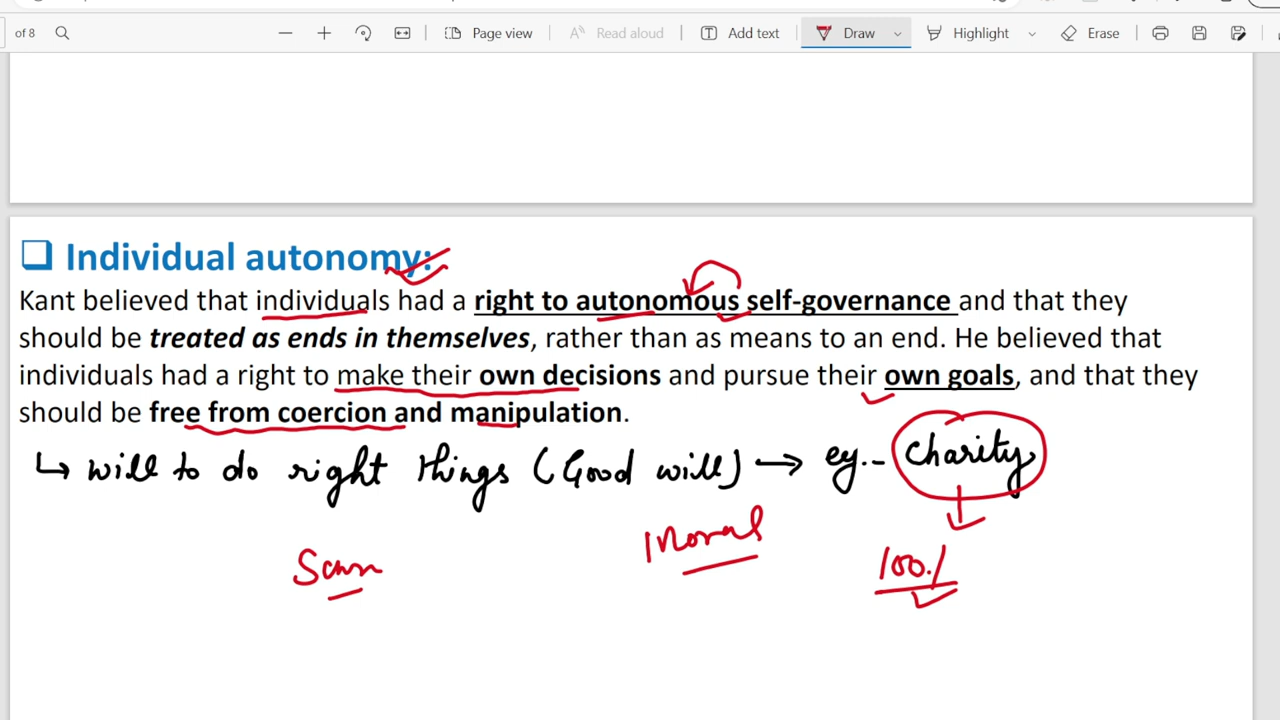 of 8 Page view Read aloud Add text Draw Highlight Erase
Individual autonomy:
Kant believed that individuals had a right to autonomous self-governance and that they
should be treated as ends in themselves, rather than as means to an end. He believed that
individuals had a right to make their own decisions and pursue their own goals, and that they
should be free from coercion and manipulation.
↳ will to do right things (Good will) → eg.- Charity
Moral
Scam
100%